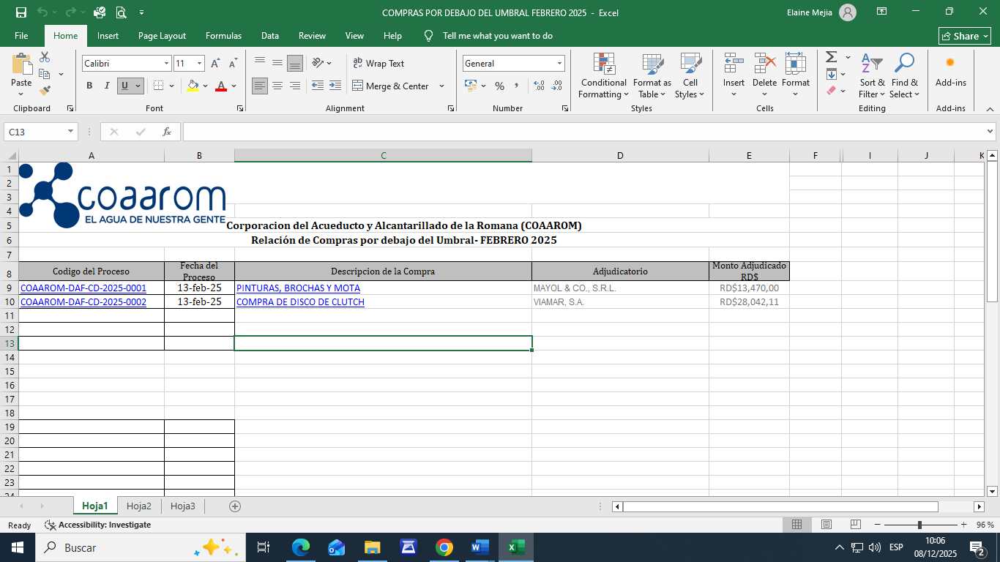 COMPRAS POR DEBAJO DEL UMBRAL FEBRERO 2025 - Excel
Elaine Mejia
File Home Insert Page Layout Formulas Data Review View Help Tell me what you want to do Share
Paste
Clipboard
Calibri 11
B I U A
Font
Wrap Text
Merge & Center
Alignment
General
% ,
Number
Conditional Formatting
Format as Table
Cell Styles
Styles
Insert Delete Format
Cells
Sort & Filter
Find & Select
Editing
Add-ins
Add-ins
C13 fx
A B C D E F I J K
1
2
3
4
coaarom
EL AGUA DE NUESTRA GENTE
5 Corporacion del Acueducto y Alcantarillado de la Romana (COAAROM)
6 Relación de Compras por debajo del Umbral- FEBRERO 2025
7
8 Codigo del Proceso Fecha del Proceso Descripcion de la Compra Adjudicatorio Monto Adjudicado RD$
9 COAAROM-DAF-CD-2025-0001 13-feb-25 PINTURAS, BROCHAS Y MOTA MAYOL & CO., S.R.L. RD$13,470,00
10 COAAROM-DAF-CD-2025-0002 13-feb-25 COMPRA DE DISCO DE CLUTCH VIAMAR, S.A. RD$28,042,11
11
12
13
14
15
16
17
18
19
20
21
22
23
24
Hoja1 Hoja2 Hoja3
Ready Accessibility: Investigate 96 %
Buscar
ESP
10:06
08/12/2025
2